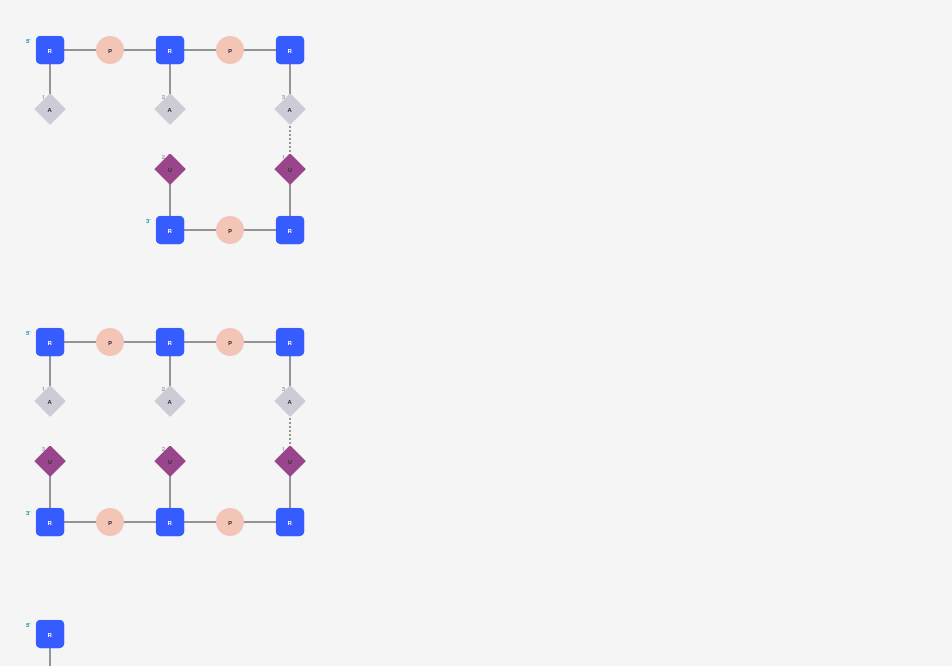 5' R P R P R
1 2 3
A A A
2 1
U U
3' R P R
5' R P R P R
1 2 3
A A A
3 2 1
U U U
3' R P R P R
5' R